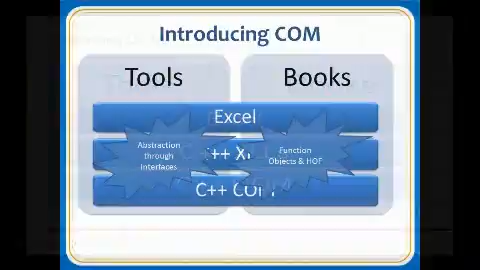 Introducing COM
Tools
Books
Excel
Abstraction
through
Interfaces
Function
Objects & HOF
C++
C++